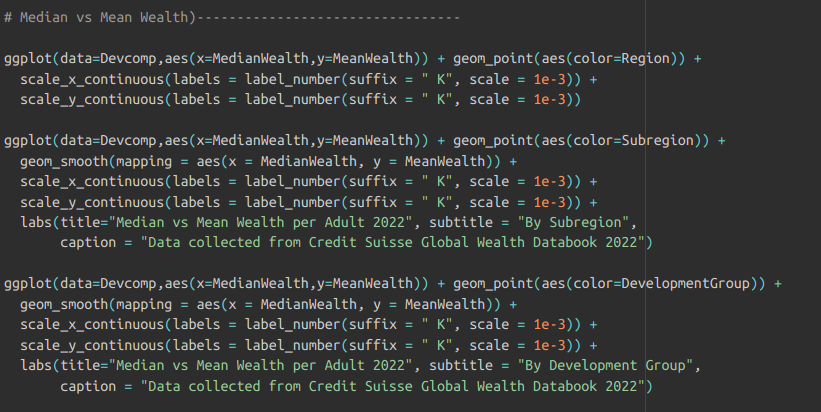 # Median vs Mean Wealth)---------------------------------
ggplot(data=Devcomp,aes(x=MedianWealth,y=MeanWealth)) + geom_point(aes(color=Region)) +
  scale_x_continuous(labels = label_number(suffix = " K", scale = 1e-3)) +
  scale_y_continuous(labels = label_number(suffix = " K", scale = 1e-3))
ggplot(data=Devcomp,aes(x=MedianWealth,y=MeanWealth)) + geom_point(aes(color=Subregion)) +
  geom_smooth(mapping = aes(x = MedianWealth, y = MeanWealth)) +
  scale_x_continuous(labels = label_number(suffix = " K", scale = 1e-3)) +
  scale_y_continuous(labels = label_number(suffix = " K", scale = 1e-3)) +
  labs(title="Median vs Mean Wealth per Adult 2022", subtitle = "By Subregion",
       caption = "Data collected from Credit Suisse Global Wealth Databook 2022")
ggplot(data=Devcomp,aes(x=MedianWealth,y=MeanWealth)) + geom_point(aes(color=DevelopmentGroup)) +
  geom_smooth(mapping = aes(x = MedianWealth, y = MeanWealth)) +
  scale_x_continuous(labels = label_number(suffix = " K", scale = 1e-3)) +
  scale_y_continuous(labels = label_number(suffix = " K", scale = 1e-3)) +
  labs(title="Median vs Mean Wealth per Adult 2022", subtitle = "By Development Group",
       caption = "Data collected from Credit Suisse Global Wealth Databook 2022")